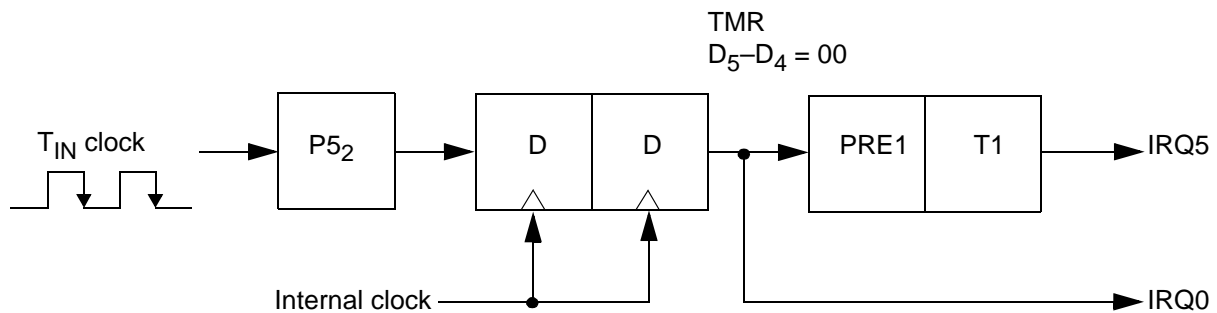 TMR
D5–D4 = 00
TIN clock
P52
D
D
PRE1
T1
IRQ5
Internal clock
IRQ0